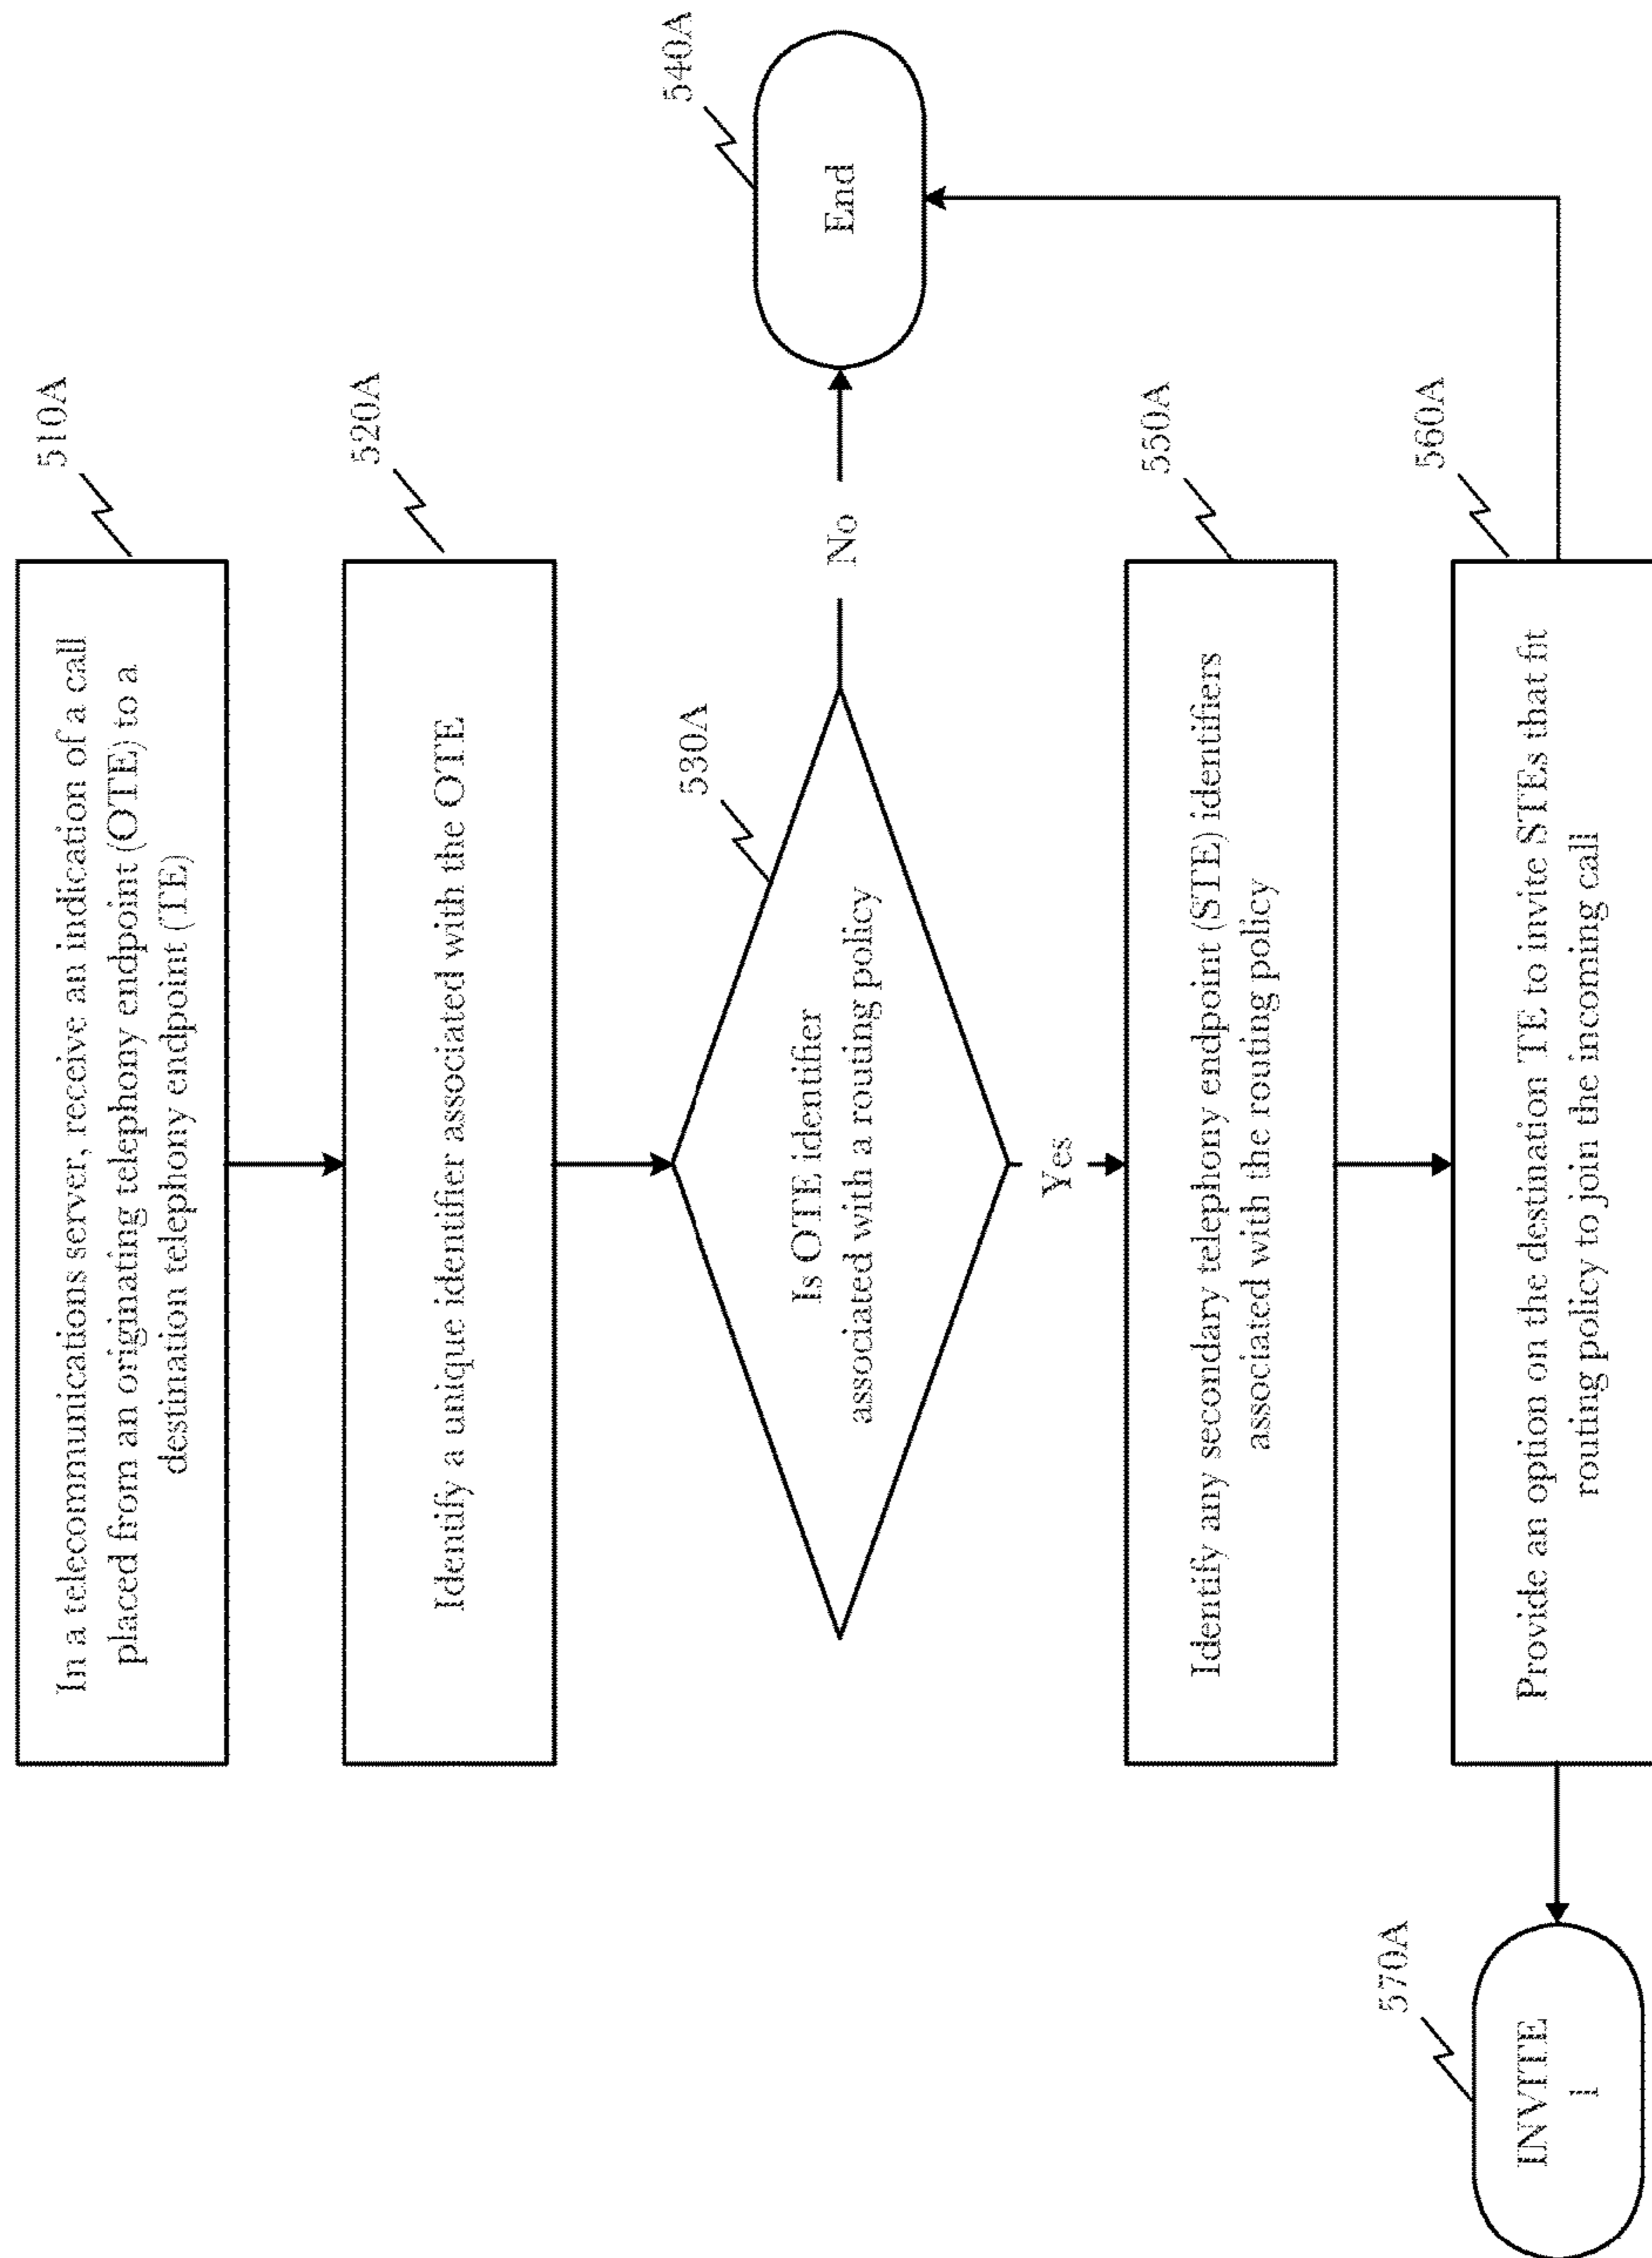 510A
In a telecommunications server, receive an indication of a call
placed from an originating telephony endpoint (OTE) to a
destination telephony endpoint (TE)
520A
Identify a unique identifier associated with the OTE
530A
Is OTE identifier
associated with a routing policy
No
540A
End
Yes
550A
Identify any secondary telephony endpoint (STE) identifiers
associated with the routing policy
560A
Provide an option on the destination TE to invite STEs that fit
routing policy to join the incoming call
570A
INVITE
1